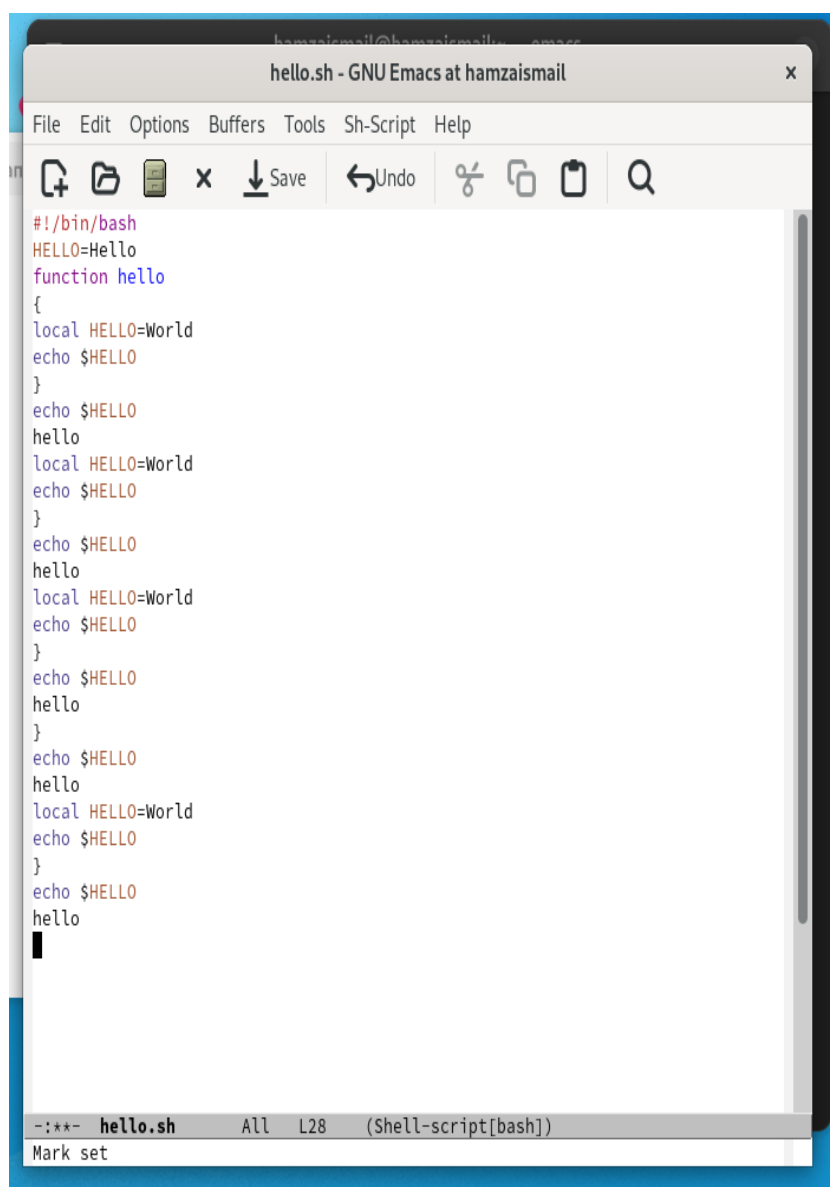 hello.sh - GNU Emacs at hamzaismail
File Edit Options Buffers Tools Sh-Script Help
Save Undo
#!/bin/bash
HELLO=Hello
function hello
{
local HELLO=World
echo $HELLO
}
echo $HELLO
hello
local HELLO=World
echo $HELLO
}
echo $HELLO
hello
local HELLO=World
echo $HELLO
}
echo $HELLO
hello
}
echo $HELLO
hello
local HELLO=World
echo $HELLO
}
echo $HELLO
hello
-:**- hello.sh All L28 (Shell-script[bash])
Mark set